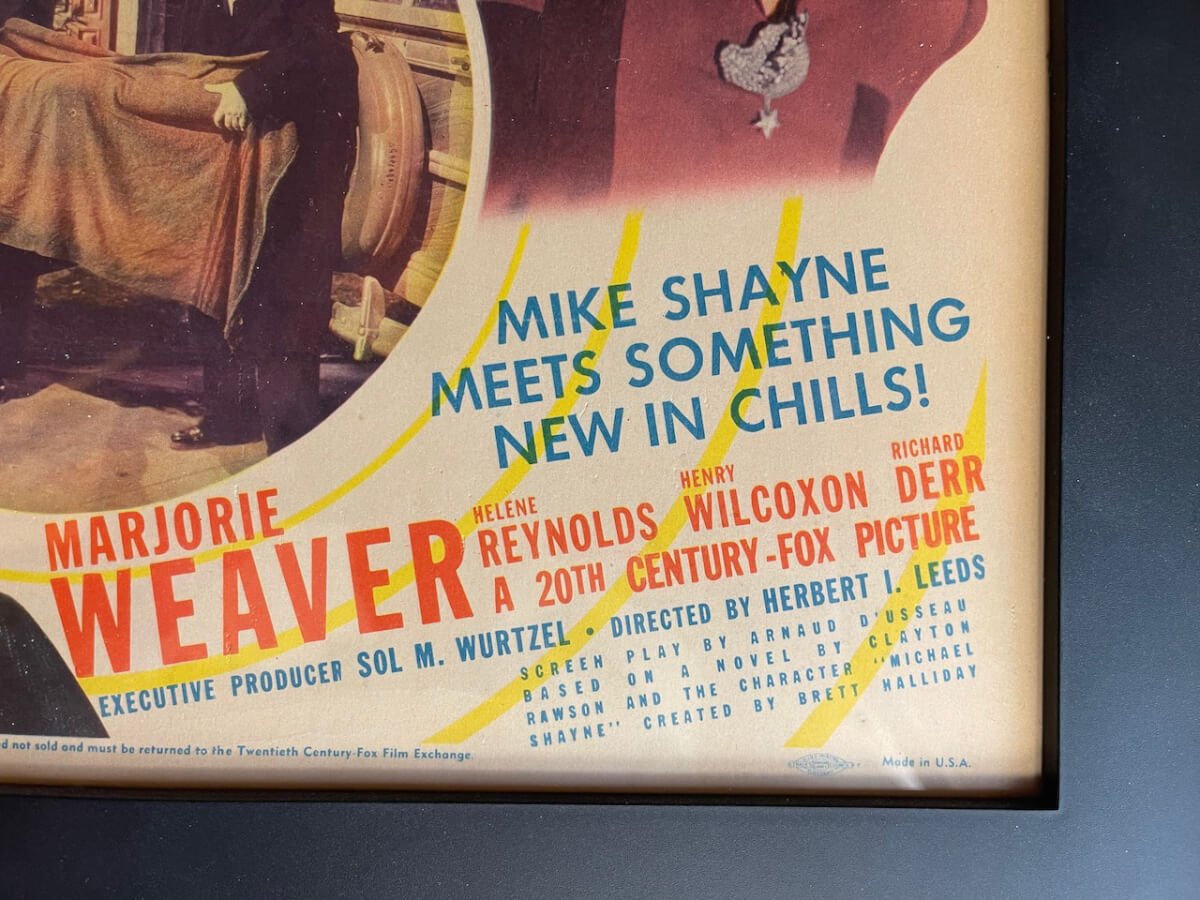 MIKE SHAYNE
MEETS SOMETHING
NEW IN CHILLS!
MARJORIE
WEAVER
HELENE
REYNOLDS
HENRY
WILCOXON
RICHARD
DERR
A 20TH CENTURY-FOX PICTURE
EXECUTIVE PRODUCER SOL M. WURTZEL • DIRECTED BY HERBERT I. LEEDS
SCREEN PLAY BY ARNAUD D'USSEAU
BASED ON A NOVEL BY CLAYTON
RAWSON AND THE CHARACTER "MICHAEL
SHAYNE" CREATED BY BRETT HALLIDAY
not sold and must be returned to the Twentieth Century-Fox Film Exchange.
Made in U.S.A.